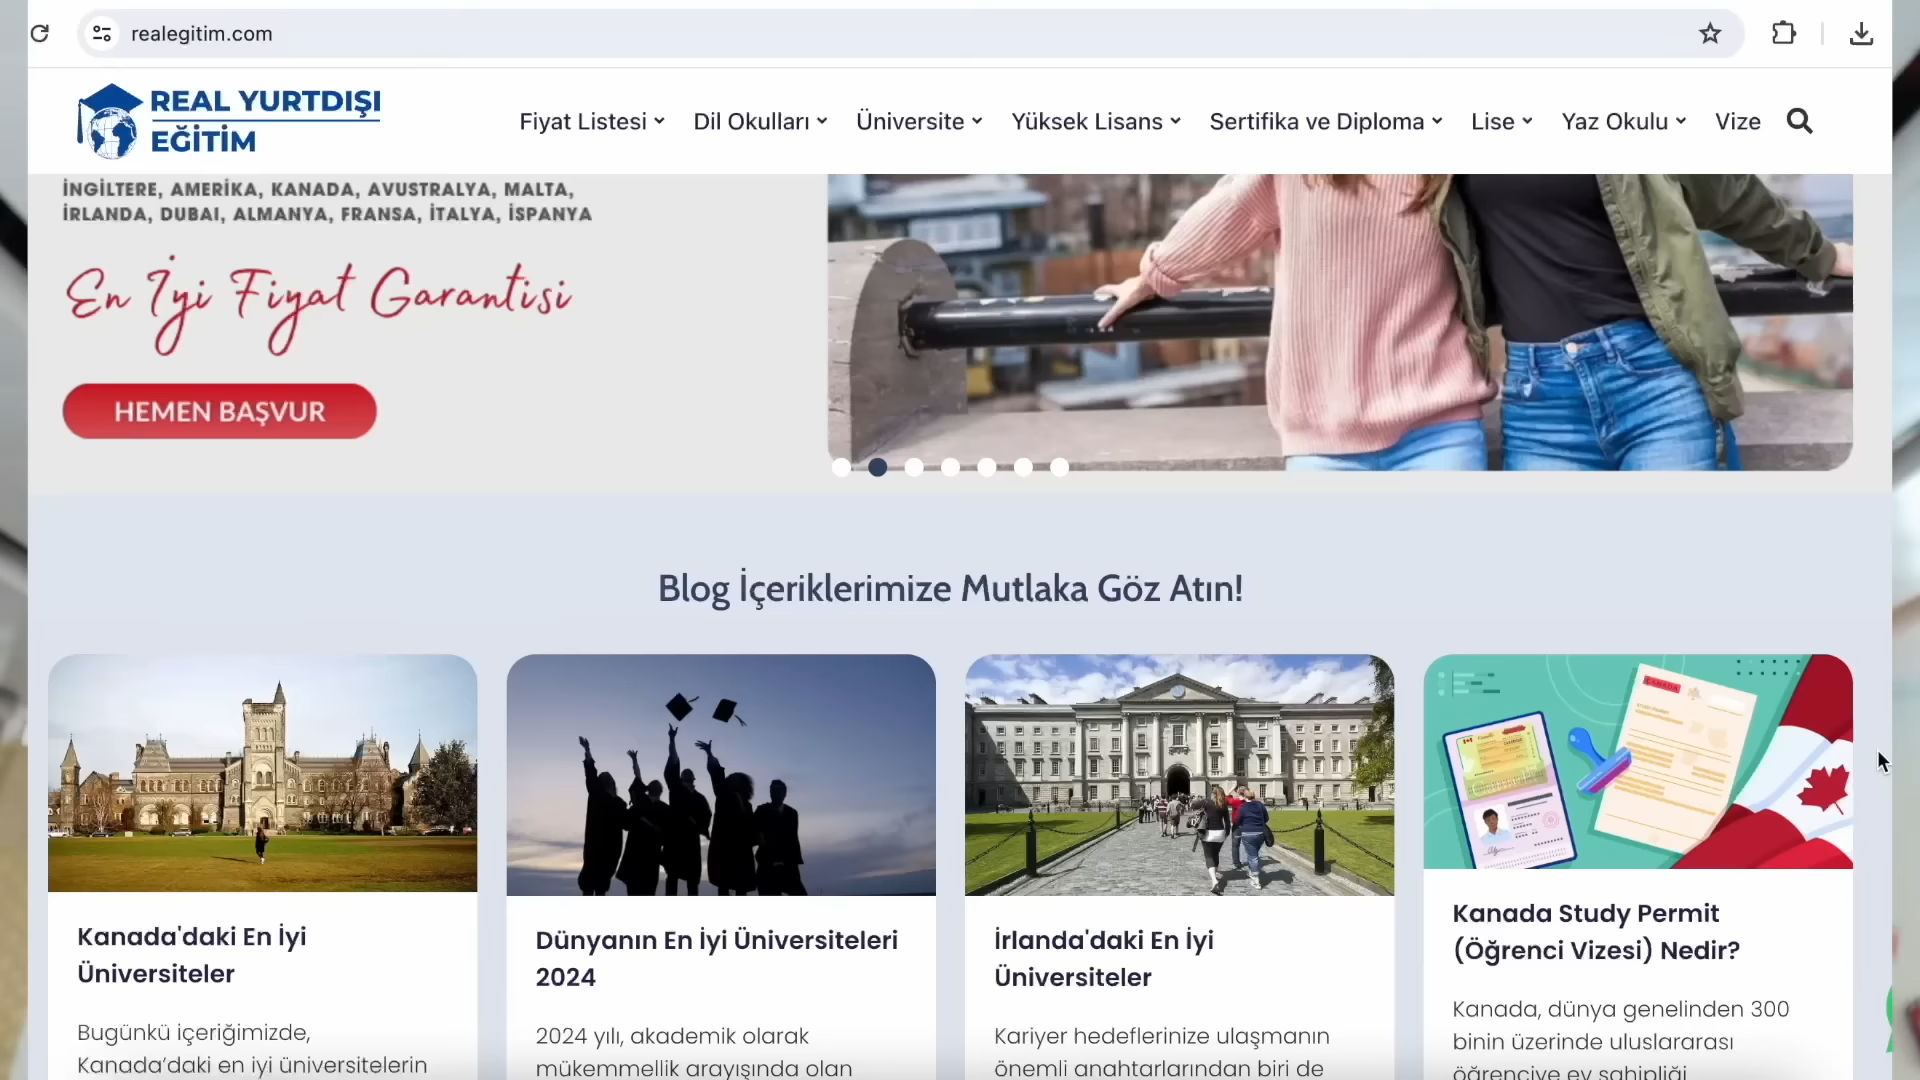 realegitim.com
REAL YURTDIŞI
EĞİTİM
Fiyat Listesi
Dil Okulları
Üniversite
Yüksek Lisans
Sertifika ve Diploma
Lise
Yaz Okulu
Vize
İNGİLTERE, AMERİKA, KANADA, AVUSTRALYA, MALTA,
İRLANDA, DUBAI, ALMANYA, FRANSA, İTALYA, İSPANYA
En İyi Fiyat Garantisi
HEMEN BAŞVUR
Blog İçeriklerimize Mutlaka Göz Atın!
CANADA
Kanada'daki En İyi
Üniversiteler
Bugünkü içeriğimizde,
Kanada’daki en iyi üniversitelerin
Dünyanın En İyi Üniversiteleri
2024
2024 yılı, akademik olarak
mükemmellik arayışında olan
İrlanda'daki En İyi
Üniversiteler
Kariyer hedeflerinize ulaşmanın
önemli anahtarlarından biri de
Kanada Study Permit
(Öğrenci Vizesi) Nedir?
Kanada, dünya genelinden 300
binin üzerinde uluslararası
öğrenciye ev sahipliği